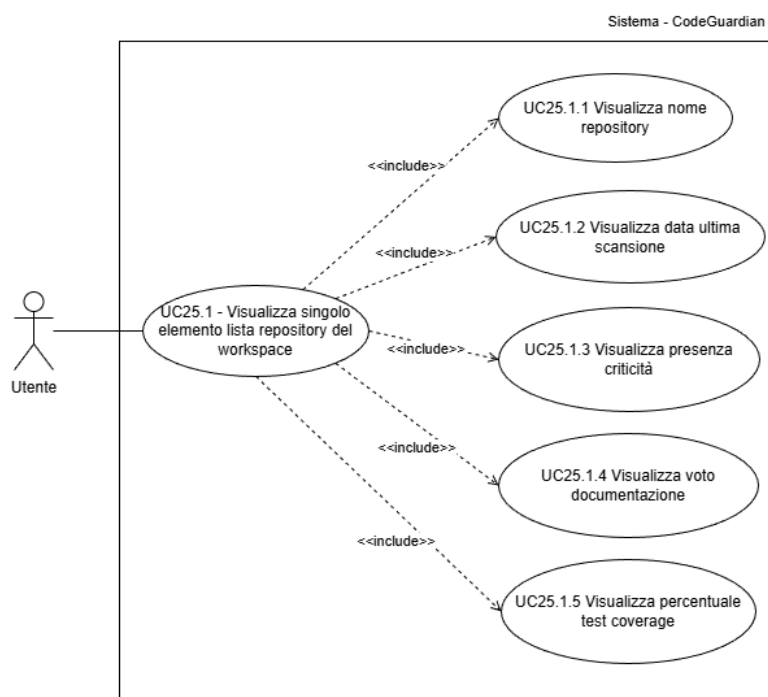 Sistema - CodeGuardian
UC25.1.1 Visualizza nome
repository
<<include>>
UC25.1.2 Visualizza data ultima
scansione
<<include>>
UC25.1 - Visualizza singolo
elemento lista repository del
workspace
Utente
<<include>>
UC25.1.3 Visualizza presenza
criticità
<<include>>
UC25.1.4 Visualizza voto
documentazione
<<include>>
UC25.1.5 Visualizza percentuale
test coverage